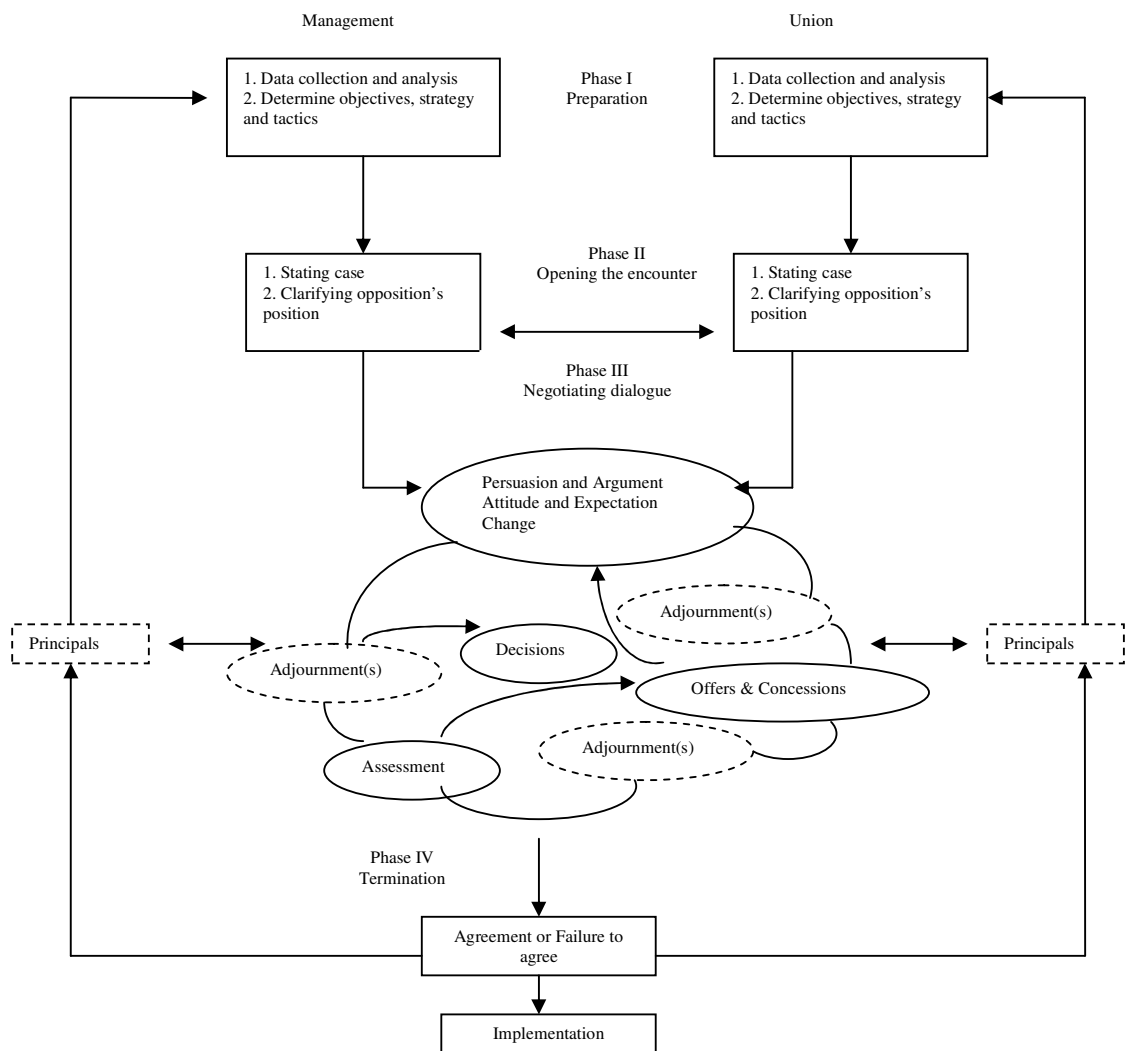 Management
Union
1. Data collection and analysis
2. Determine objectives, strategy
and tactics
Phase I
Preparation
1. Data collection and analysis
2. Determine objectives, strategy
and tactics
Phase II
Opening the encounter
1. Stating case
2. Clarifying opposition’s
position
1. Stating case
2. Clarifying opposition’s
position
Phase III
Negotiating dialogue
Persuasion and Argument
Attitude and Expectation
Change
Adjournment(s)
Principals
Decisions
Principals
Adjournment(s)
Offers & Concessions
Adjournment(s)
Assessment
Phase IV
Termination
Agreement or Failure to
agree
Implementation